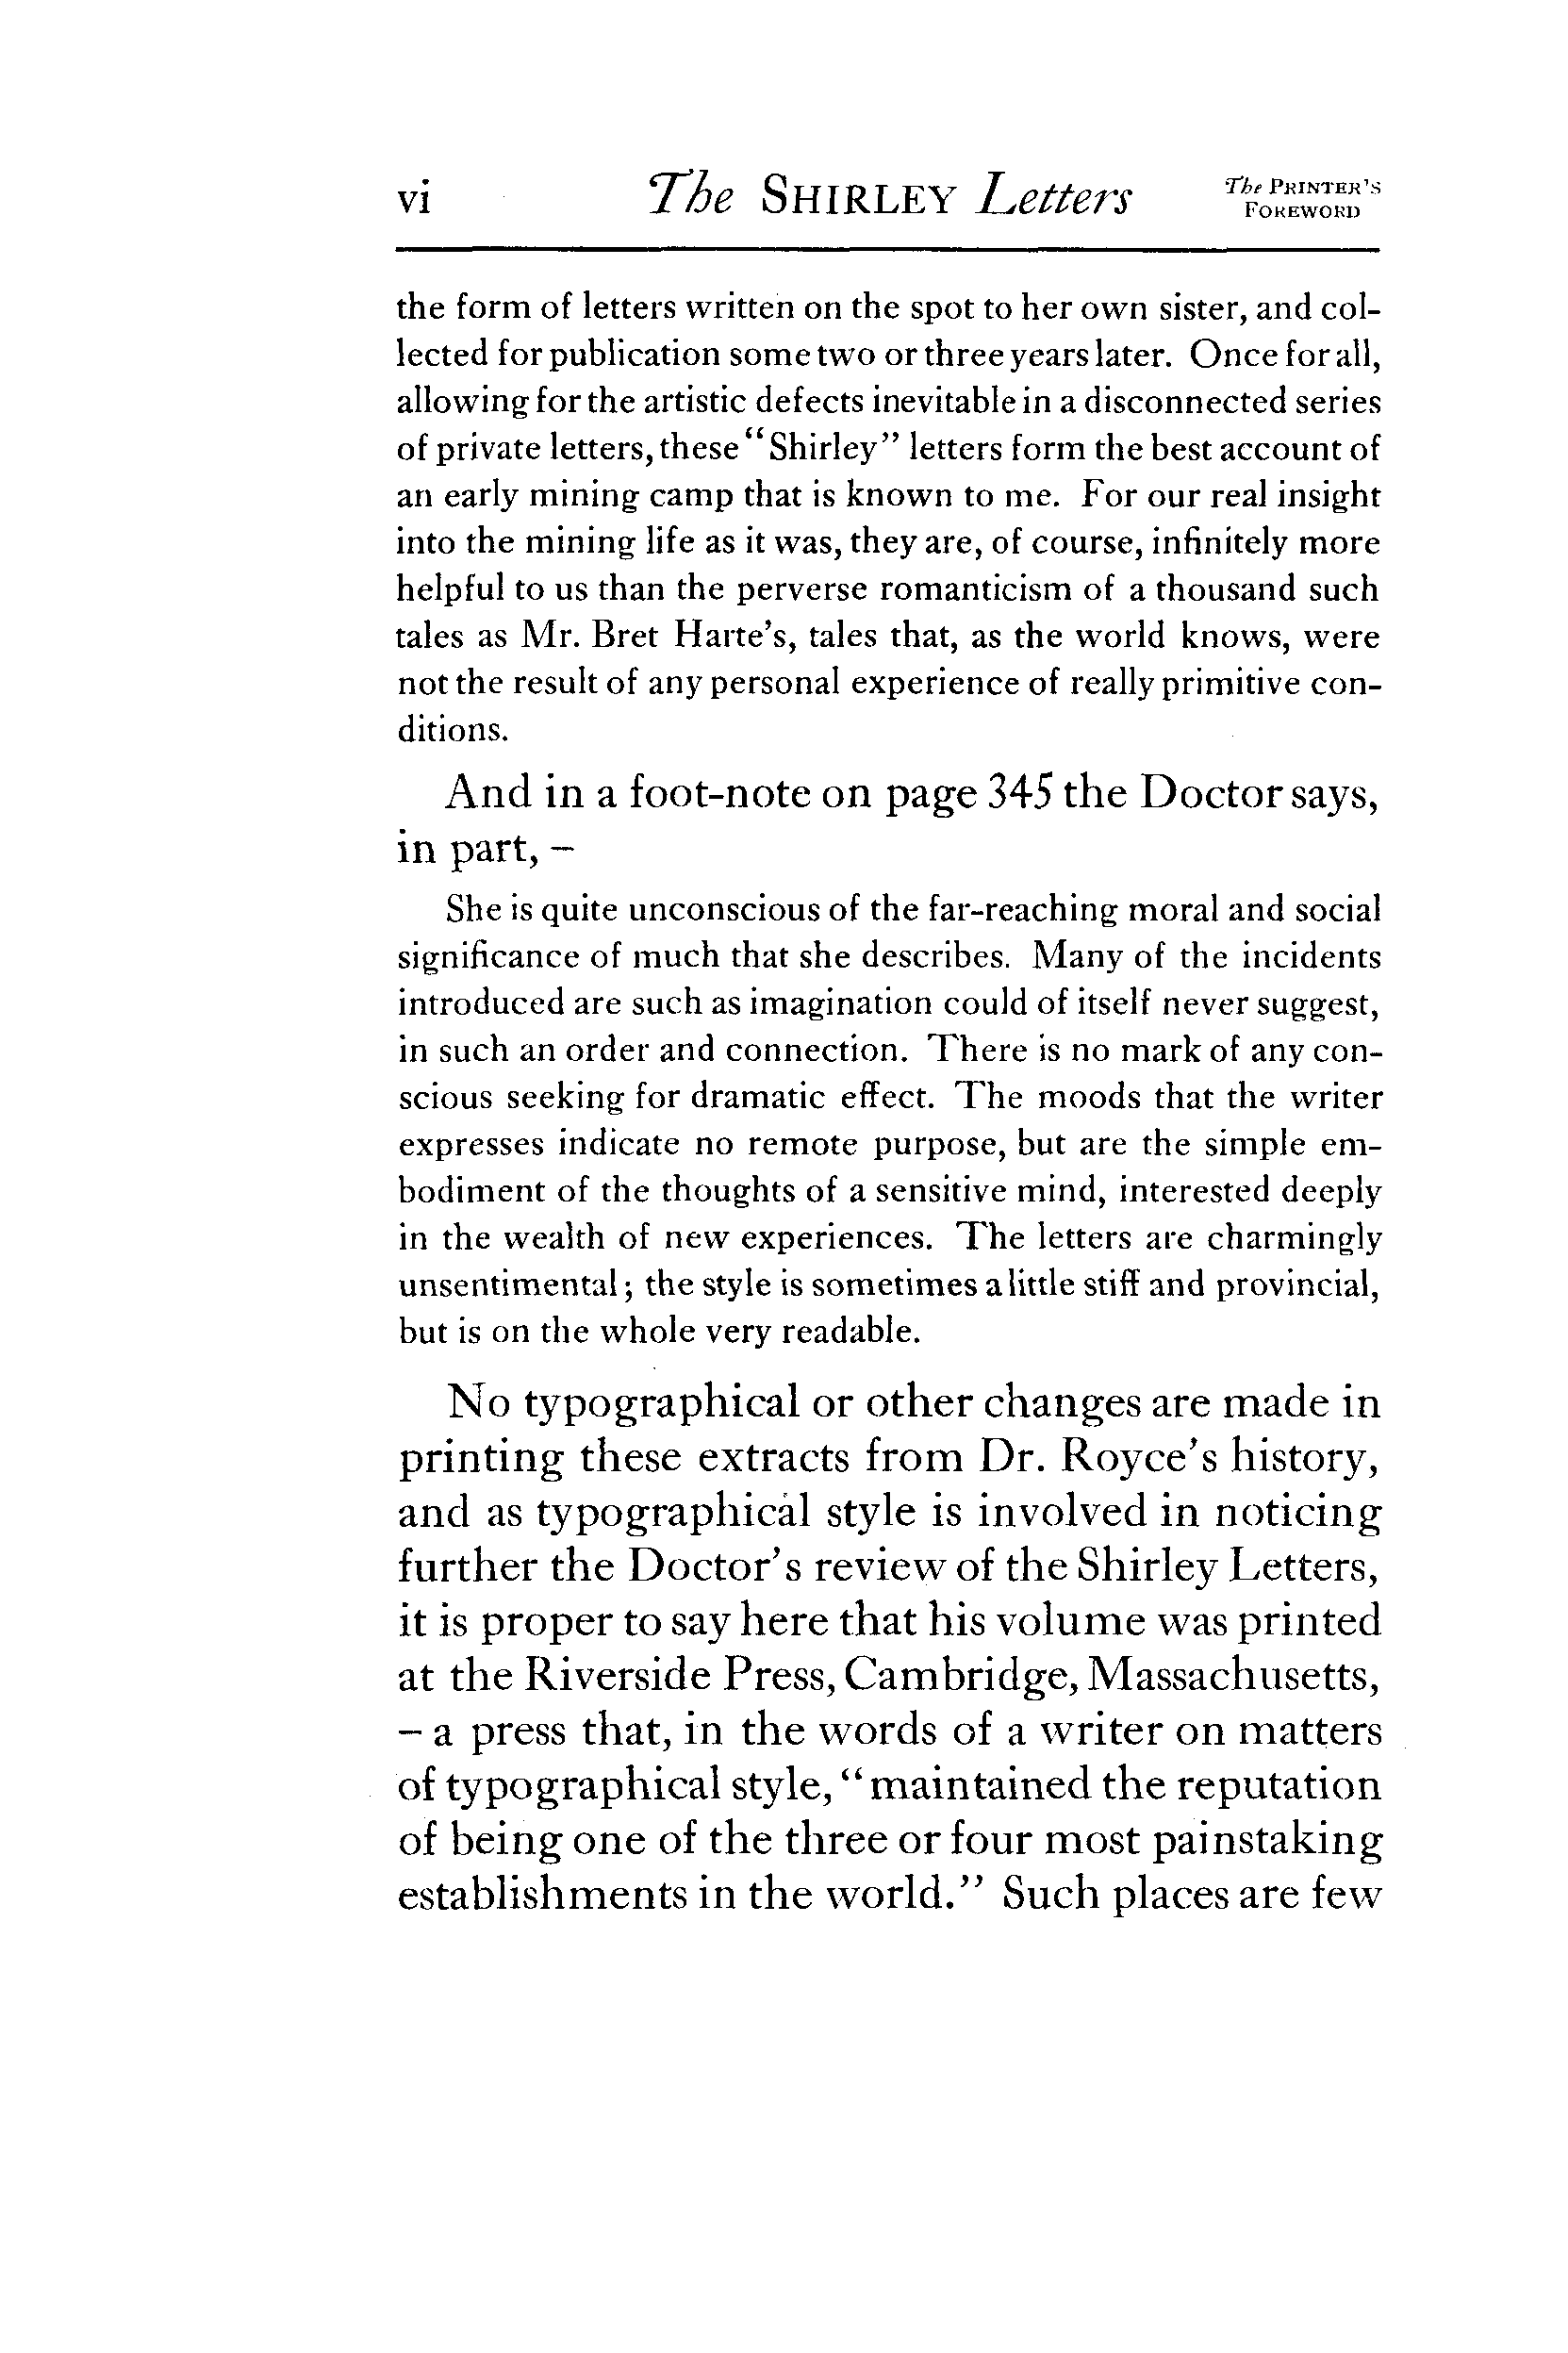 vi The SHIRLEY Letters The PRINTER'S FOREWORD
the form of letters written on the spot to her own sister, and col-
lected for publication some two or three years later. Once for all,
allowing for the artistic defects inevitable in a disconnected series
of private letters, these "Shirley" letters form the best account of
an early mining camp that is known to me. For our real insight
into the mining life as it was, they are, of course, infinitely more
helpful to us than the perverse romanticism of a thousand such
tales as Mr. Bret Harte's, tales that, as the world knows, were
not the result of any personal experience of really primitive con-
ditions.
And in a foot-note on page 345 the Doctor says,
in part, –
She is quite unconscious of the far-reaching moral and social
significance of much that she describes. Many of the incidents
introduced are such as imagination could of itself never suggest,
in such an order and connection. There is no mark of any con-
scious seeking for dramatic effect. The moods that the writer
expresses indicate no remote purpose, but are the simple em-
bodiment of the thoughts of a sensitive mind, interested deeply
in the wealth of new experiences. The letters are charmingly
unsentimental; the style is sometimes a little stiff and provincial,
but is on the whole very readable.
No typographical or other changes are made in
printing these extracts from Dr. Royce's history,
and as typographical style is involved in noticing
further the Doctor's review of the Shirley Letters,
it is proper to say here that his volume was printed
at the Riverside Press, Cambridge, Massachusetts,
– a press that, in the words of a writer on matters
of typographical style, "maintained the reputation
of being one of the three or four most painstaking
establishments in the world." Such places are few